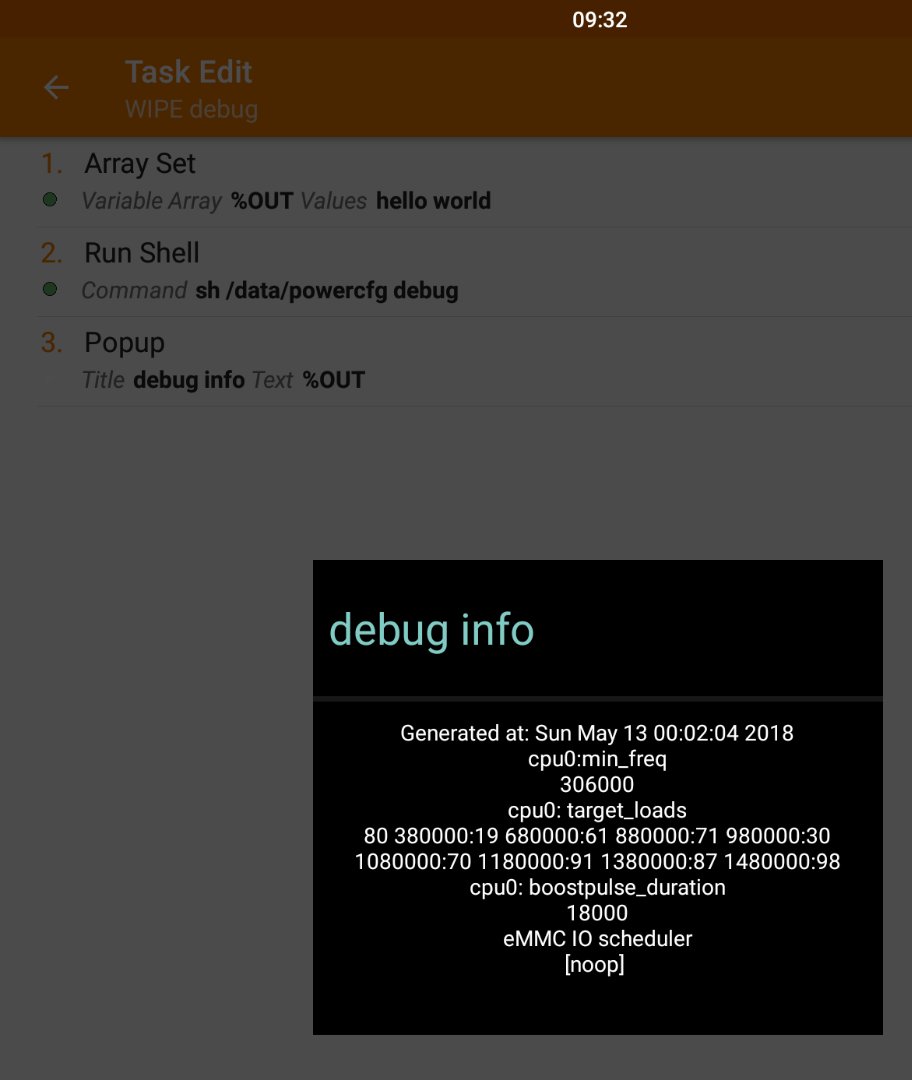 09:32
Task Edit
WIPE debug
1. Array Set
Variable Array %OUT Values hello world
2. Run Shell
Command sh /data/powercfg debug
3. Popup
Title debug info Text %OUT
debug info
Generated at: Sun May 13 00:02:04 2018
cpu0:min_freq
306000
cpu0: target_loads
80 380000:19 680000:61 880000:71 980000:30
1080000:70 1180000:91 1380000:87 1480000:98
cpu0: boostpulse_duration
18000
eMMC IO scheduler
[noop]